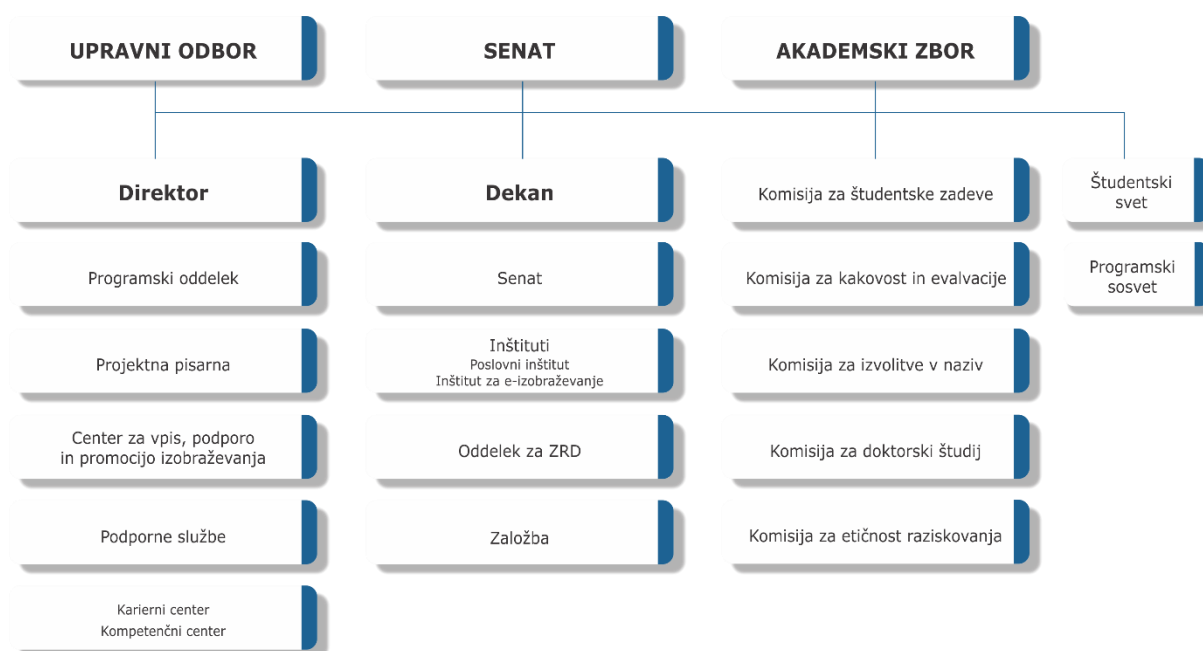 UPRAVNI ODBOR
SENAT
AKADEMSKI ZBOR
Direktor
Dekan
Komisija za študentske zadeve
Študentski
svet
Programski oddelek
Senat
Komisija za kakovost in evalvacije
Programski
sosvet
Projektna pisarna
Inštituti
Poslovni inštitut
Inštitut za e-izobraževanje
Komisija za izvolitve v naziv
Center za vpis, podporo
in promocijo izobraževanja
Oddelek za ZRD
Komisija za doktorski študij
Podporne službe
Založba
Komisija za etičnost raziskovanja
Karierni center
Kompetenčni center